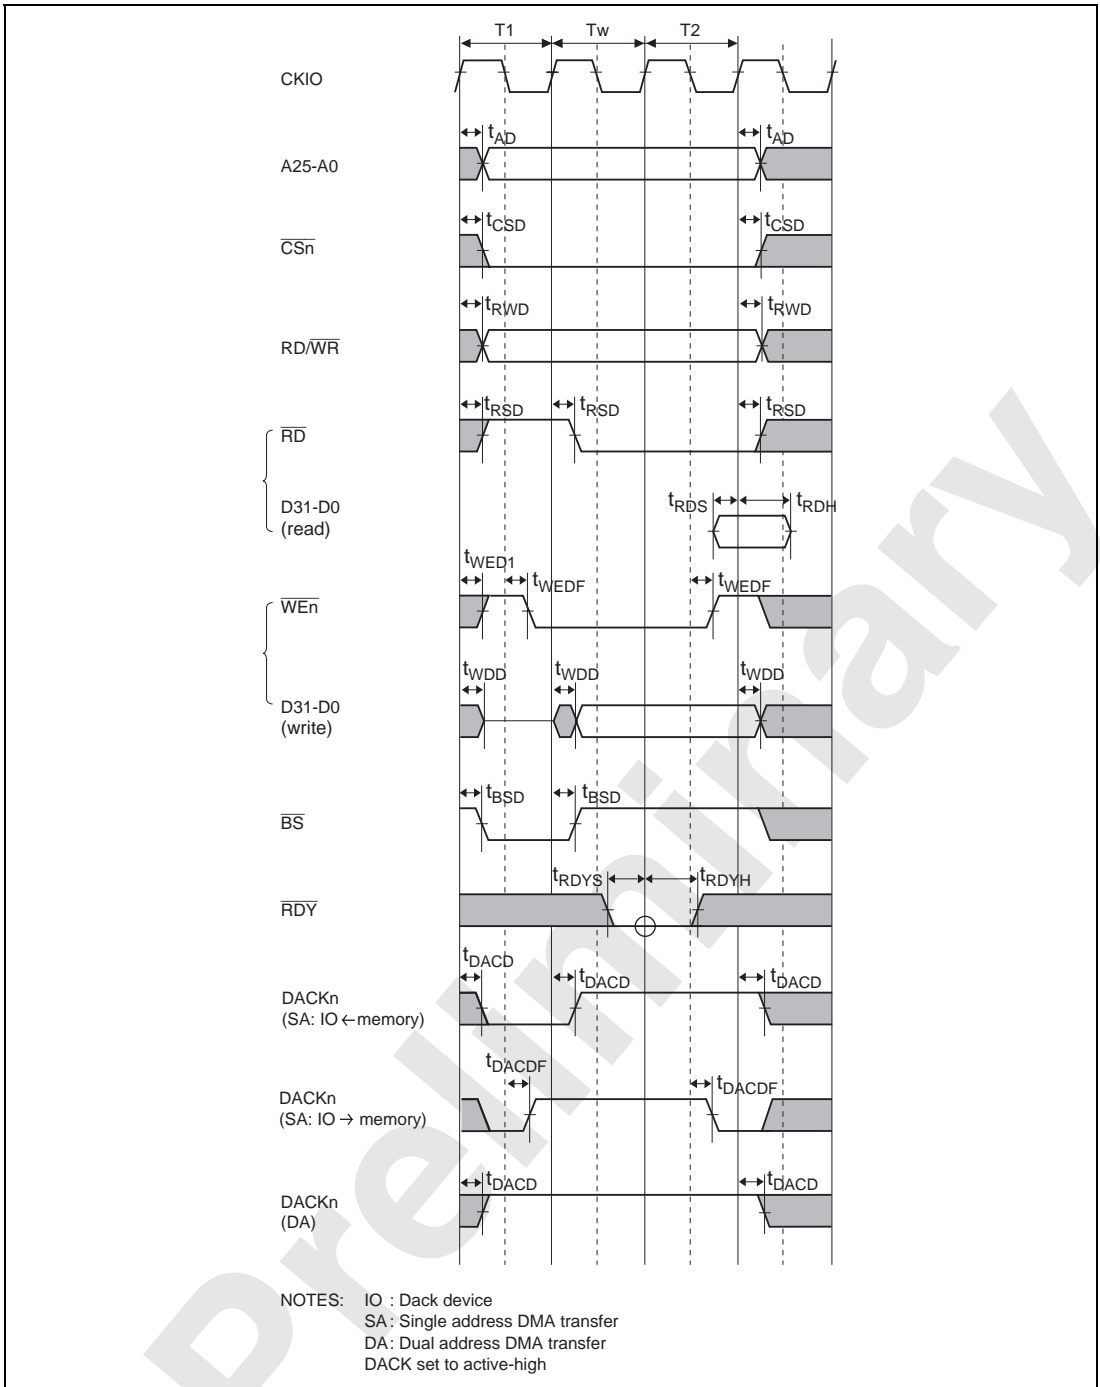 T1 Tw T2
CKIO
tAD tAD
A25-A0
tCSD tCSD
CSn
tRWD tRWD
RD/WR
tRSD tRSD tRSD
RD
tRDS tRDH
D31-D0
(read)
tWED1
tWEDF tWEDF
WEn
tWDD tWDD tWDD
D31-D0
(write)
tBSD tBSD
BS
tRDYS tRDYH
RDY
tDACD tDACD tDACD
DACKn
(SA: IO ← memory)
tDACDF tDACDF
DACKn
(SA: IO → memory)
tDACD tDACD
DACKn
(DA)
NOTES: IO : Dack device
SA : Single address DMA transfer
DA : Dual address DMA transfer
DACK set to active-high
Preliminary